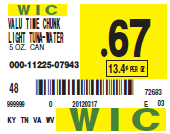 WIC
VALU TIME CHUNK
LIGHT TUNA-WATER
5 OZ. CAN
.67
13.4¢ PER OZ
000-11225-07943
48
72683
999999 0 20120317 E 03
KY TN VA WV
WIC